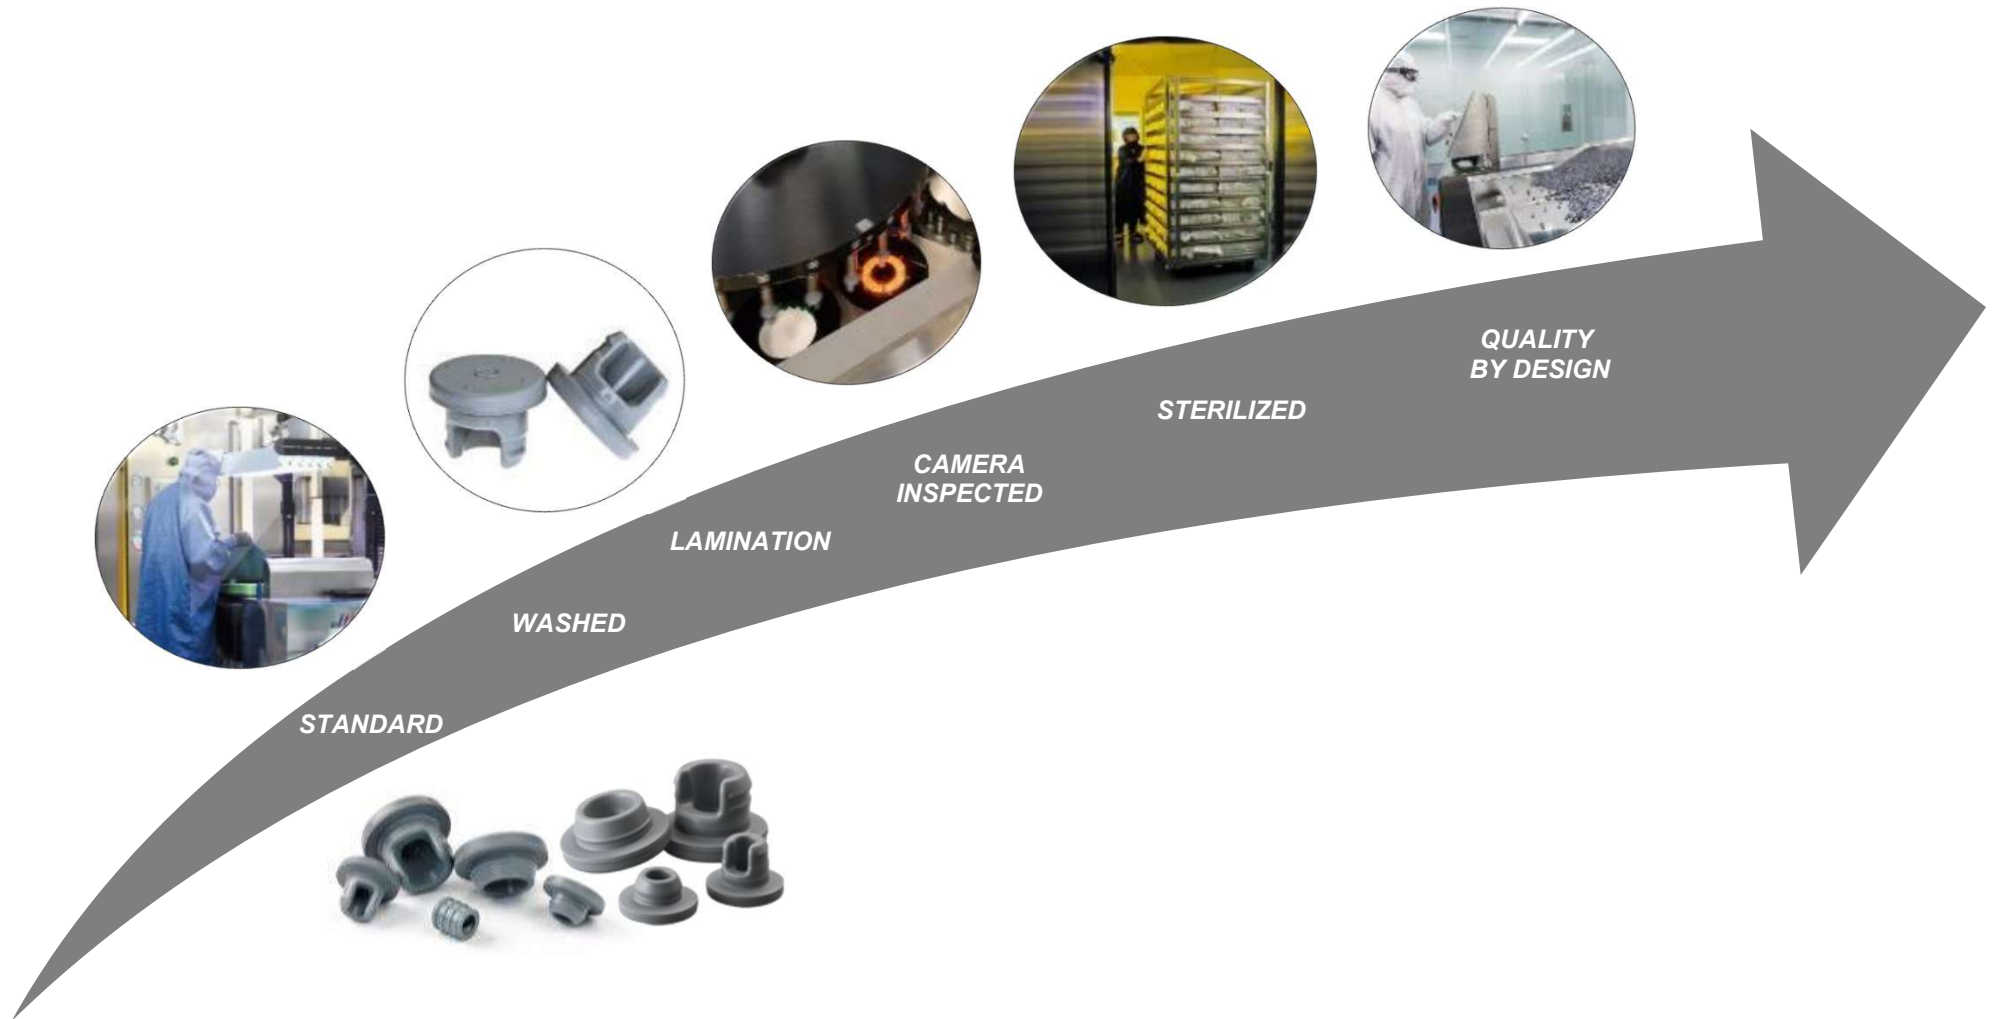 STANDARD
WASHED
LAMINATION
CAMERA
INSPECTED
STERILIZED
QUALITY
BY DESIGN